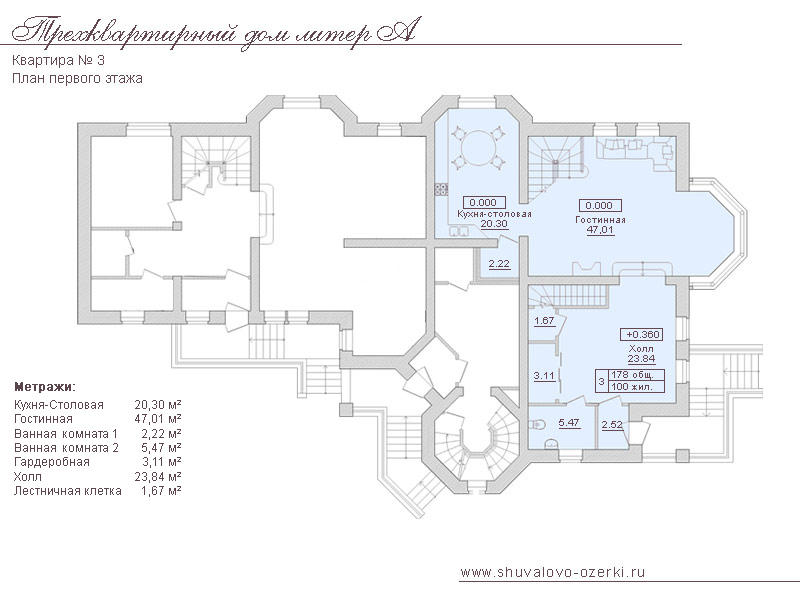 Трехквартирный дом литер А
Квартира № 3
План первого этажа
0.000
Кухня-столовая
20.30
0.000
Гостинная
47,01
2.22
1.67
+0.360
Холл
23.84
3.11
3
178 общ.
100 жил.
5.47
2.52
Метражи:
Кухня-Столовая 20,30 м²
Гостинная 47,01 м²
Ванная комната 1 2,22 м²
Ванная комната 2 5,47 м²
Гардеробная 3,11 м²
Холл 23,84 м²
Лестничная клетка 1,67 м²
www.shuvalovo-ozerki.ru